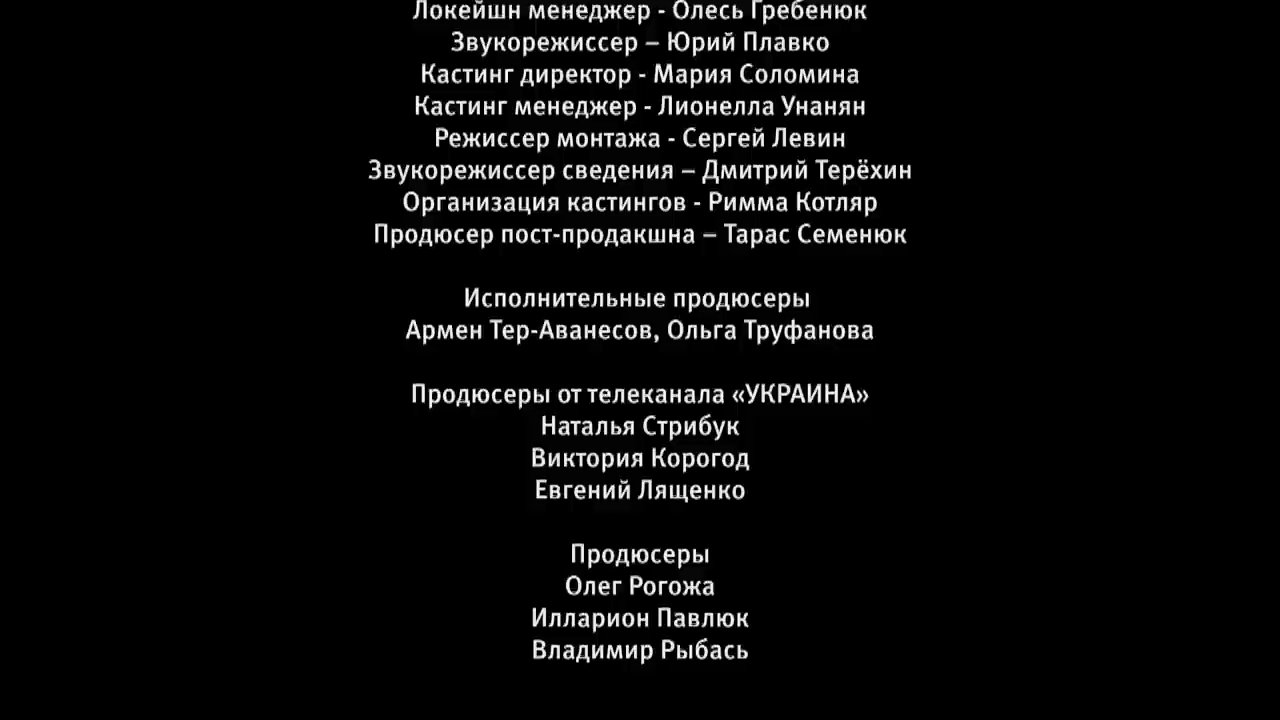 Локейшн менеджер - Олесь Гребенюк
Звукорежиссер – Юрий Плавко
Кастинг директор - Мария Соломина
Кастинг менеджер - Лионелла Унанян
Режиссер монтажа - Сергей Левин
Звукорежиссер сведения – Дмитрий Терёхин
Организация кастингов - Римма Котляр
Продюсер пост-продакшна – Тарас Семенюк
Исполнительные продюсеры
Армен Тер-Аванесов, Ольга Труфанова
Продюсеры от телеканала «УКРАИНА»
Наталья Стрибук
Виктория Корогод
Евгений Лященко
Продюсеры
Олег Рогожа
Илларион Павлюк
Владимир Рыбась